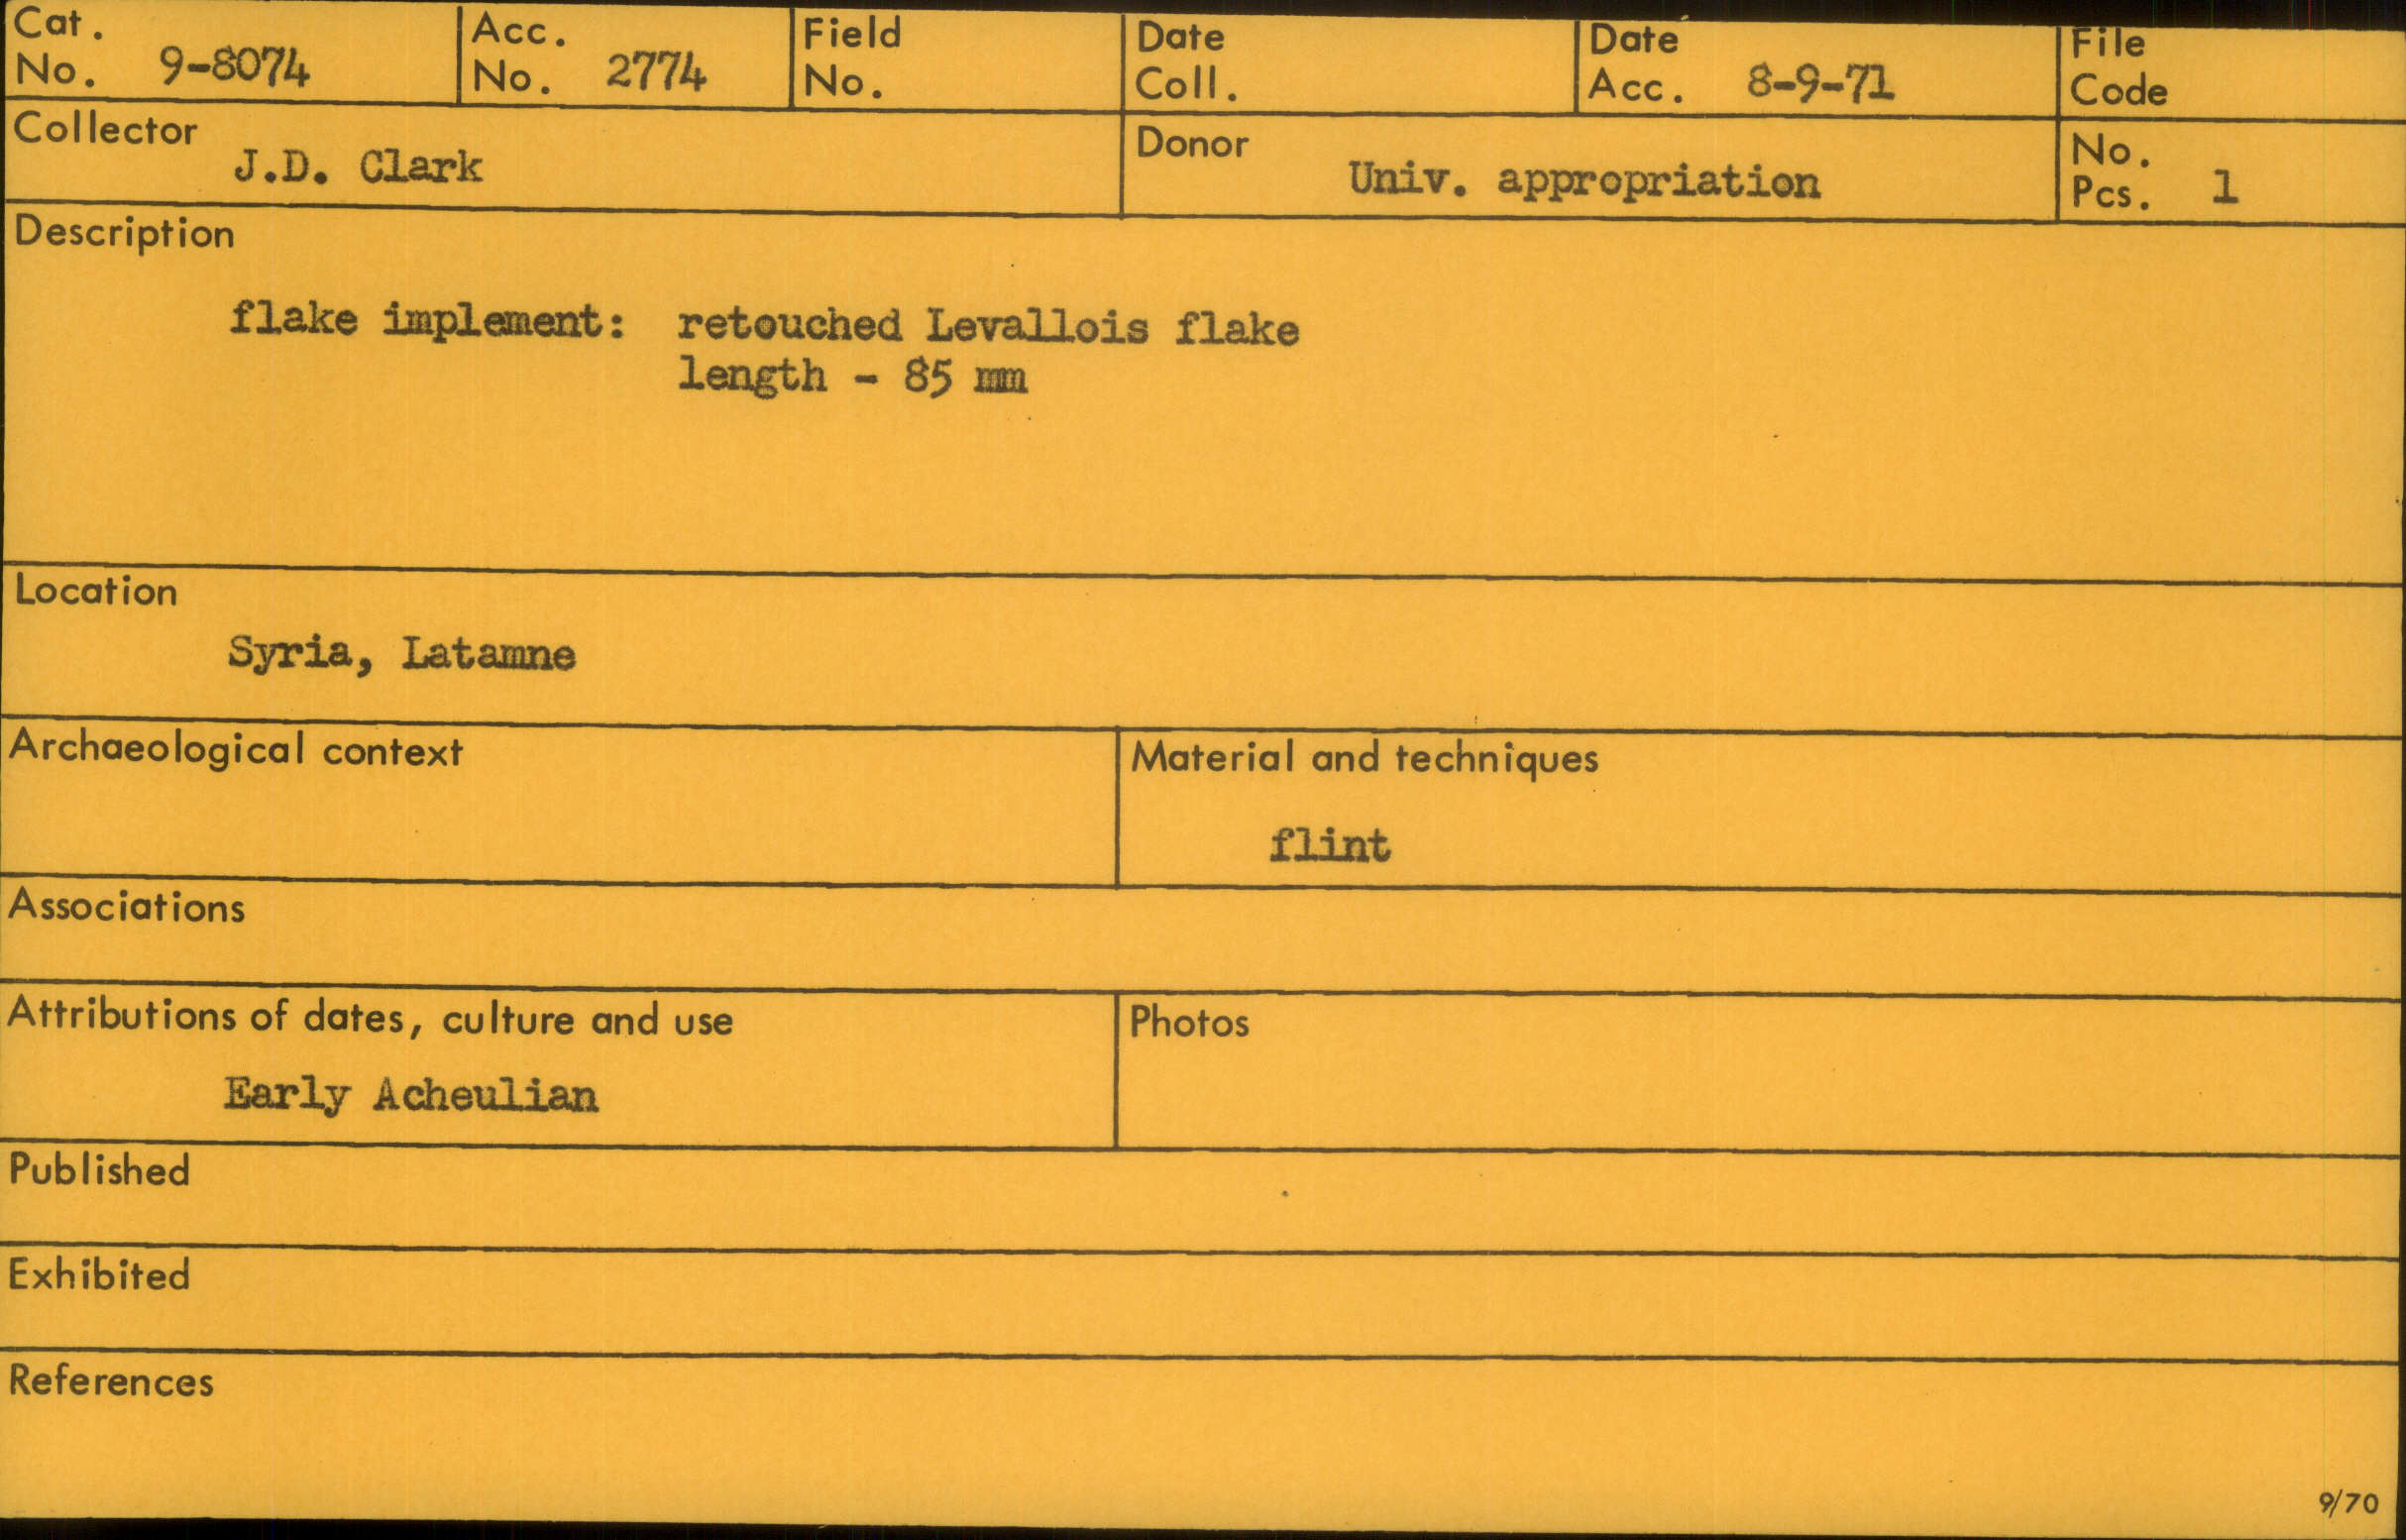 Cat. No. 9-8074
Acc. No. 2774
Field No.
Date Coll.
Date Acc. 8-9-71
File Code
Collector
J.D. Clark
Donor
Univ. appropriation
No. Pcs. 1
Description
flake implement: retouched Levallois flake
length - 85 mm
Location
Syria, Latamne
Archaeological context
Material and techniques
flint
Associations
Attributions of dates, culture and use
Early Acheulian
Photos
Published
Exhibited
References
9/70